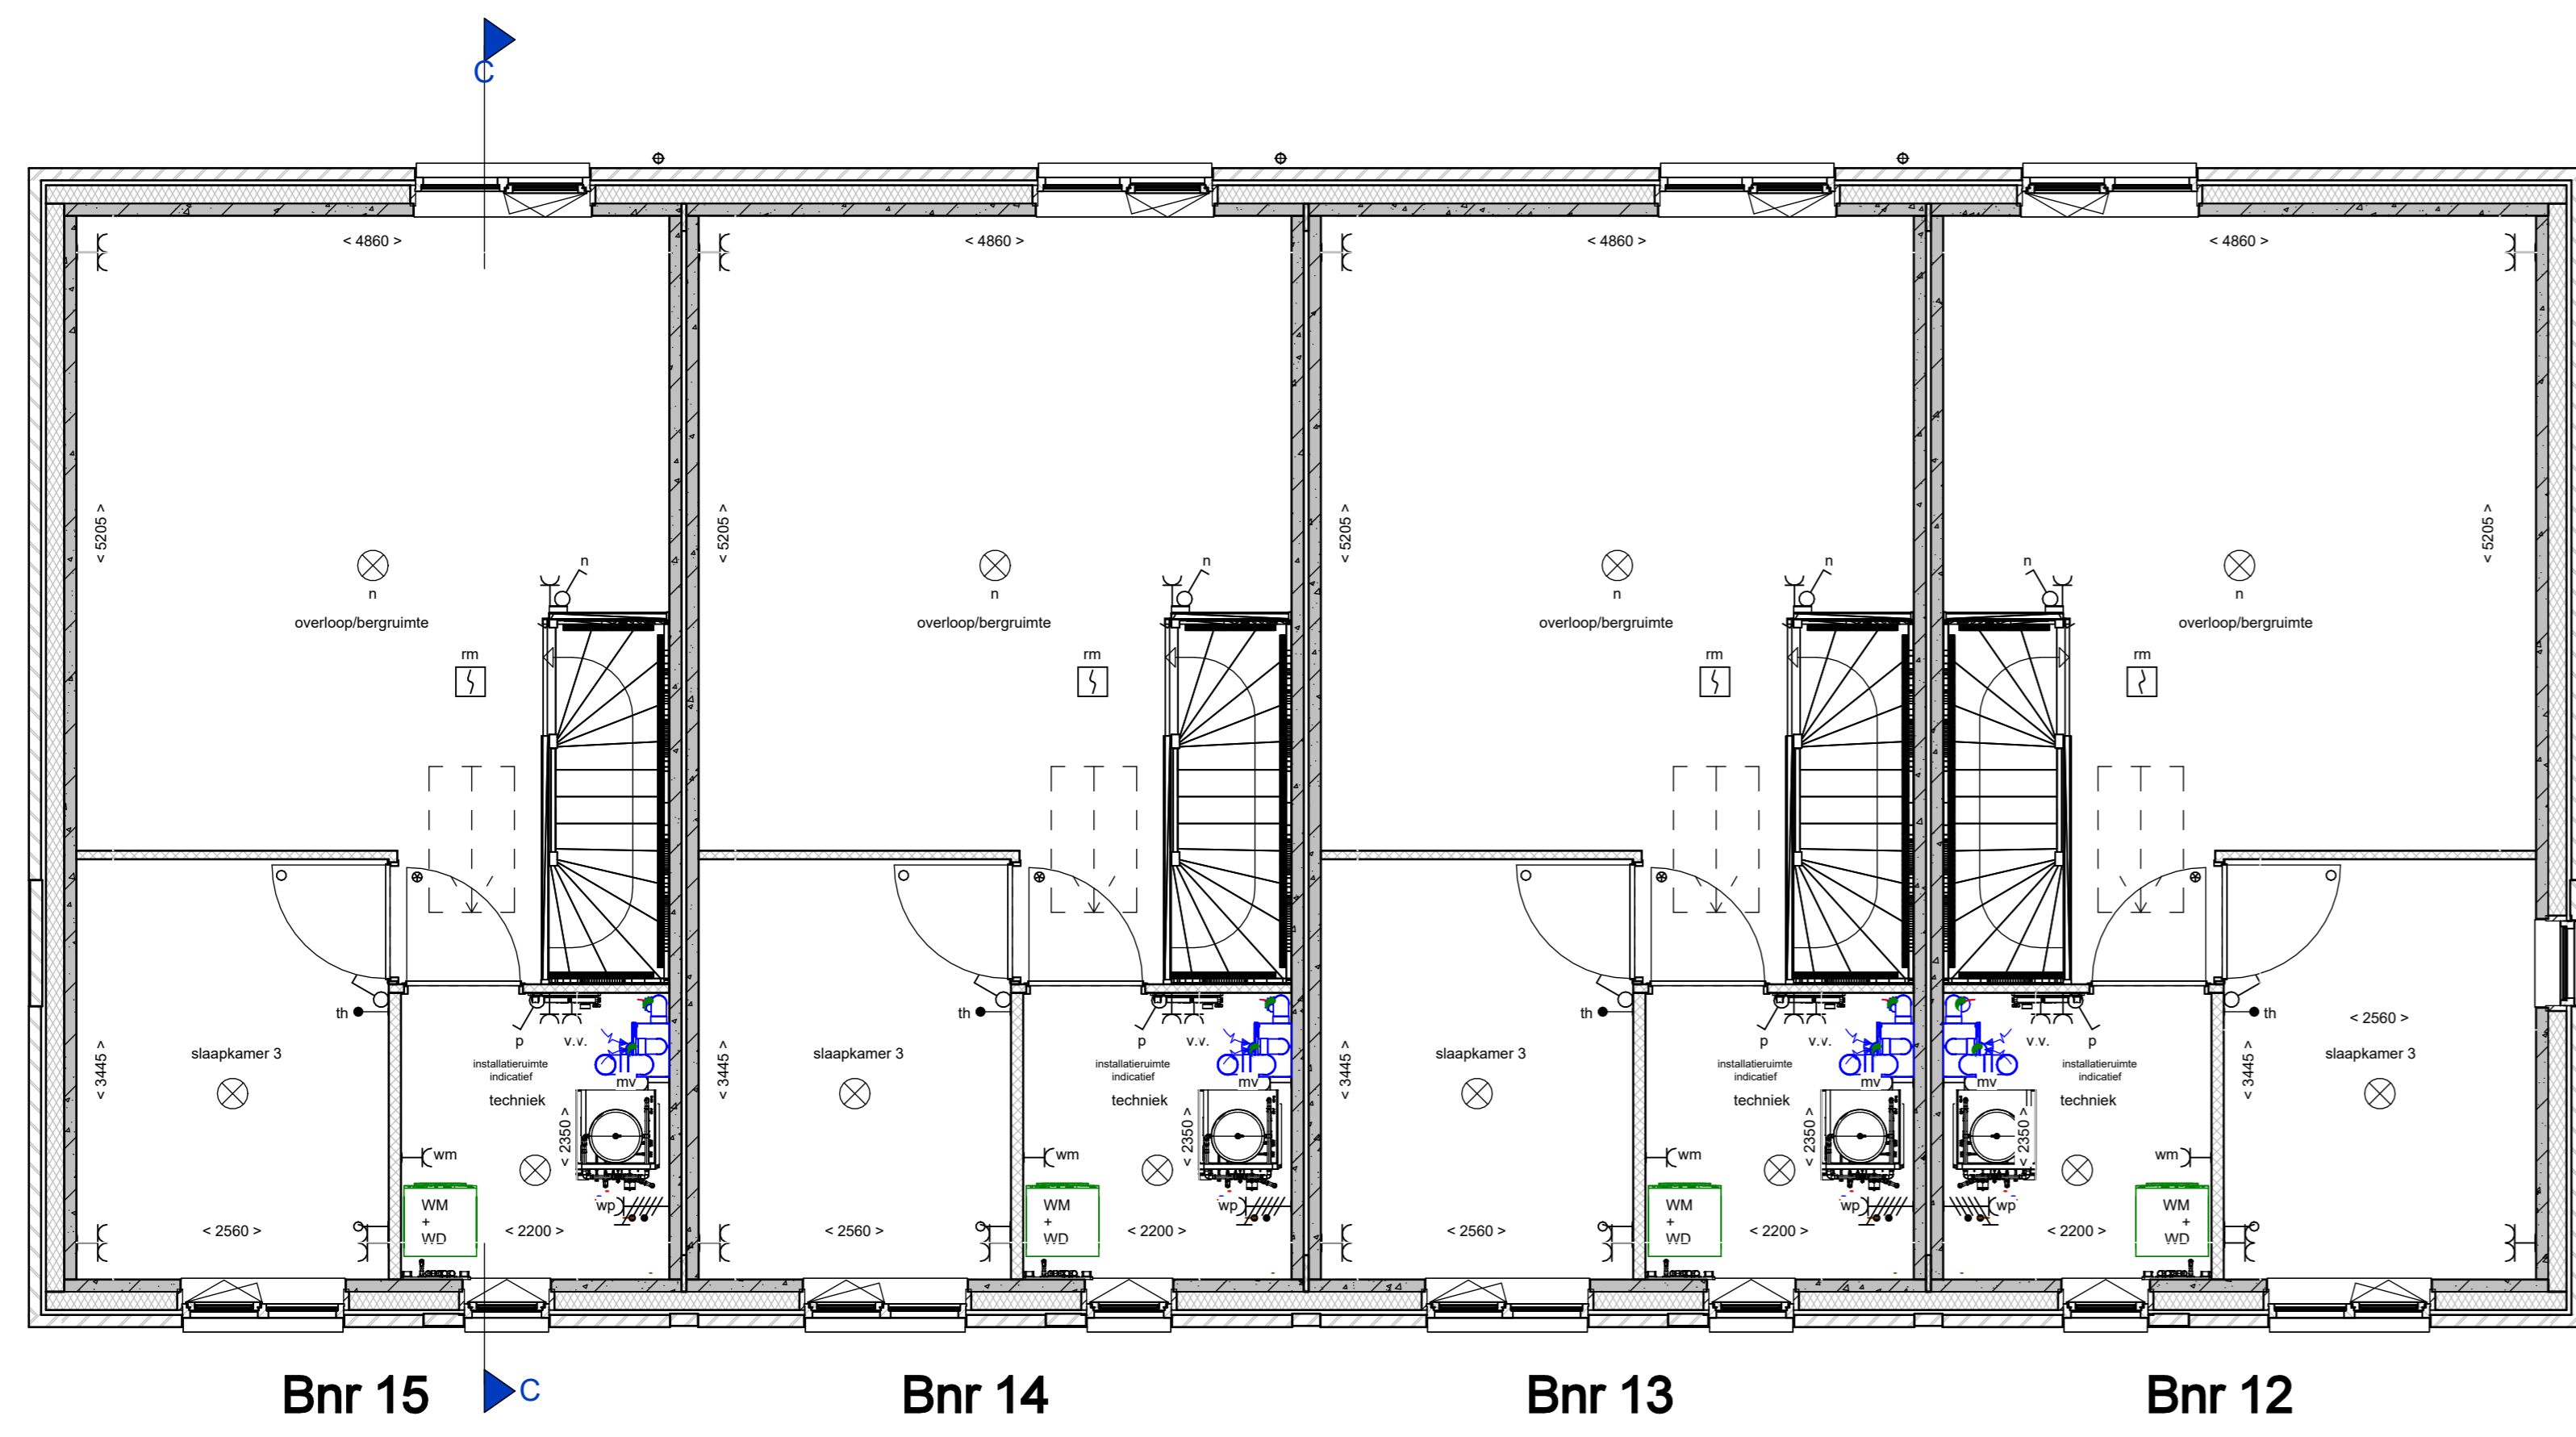 C
< 4860 >
< 4860 >
< 4860 >
< 4860 >
< 5205 >
< 5205 >
< 5205 >
< 5205 >
n
n
n
n
n
n
n
n
overloop/bergruimte
overloop/bergruimte
overloop/bergruimte
overloop/bergruimte
rm
rm
rm
rm
th
th
th
th
< 2560 >
p
v.v.
p
v.v.
p
v.v.
v.v.
p
slaapkamer 3
slaapkamer 3
slaapkamer 3
slaapkamer 3
< 3445 >
< 3445 >
< 3445 >
< 3445 >
installatieruimte
indicatief
installatieruimte
indicatief
installatieruimte
indicatief
installatieruimte
indicatief
mv
mv
mv
mv
techniek
techniek
techniek
techniek
< 2350 >
< 2350 >
< 2350 >
< 2350 >
wm
wm
wm
wm
WM
+
WD
WM
+
WD
WM
+
WD
WM
+
WD
wp
wp
wp
wp
< 2560 >
< 2200 >
< 2560 >
< 2200 >
< 2560 >
< 2200 >
< 2200 >
Bnr 15
C
Bnr 14
Bnr 13
Bnr 12